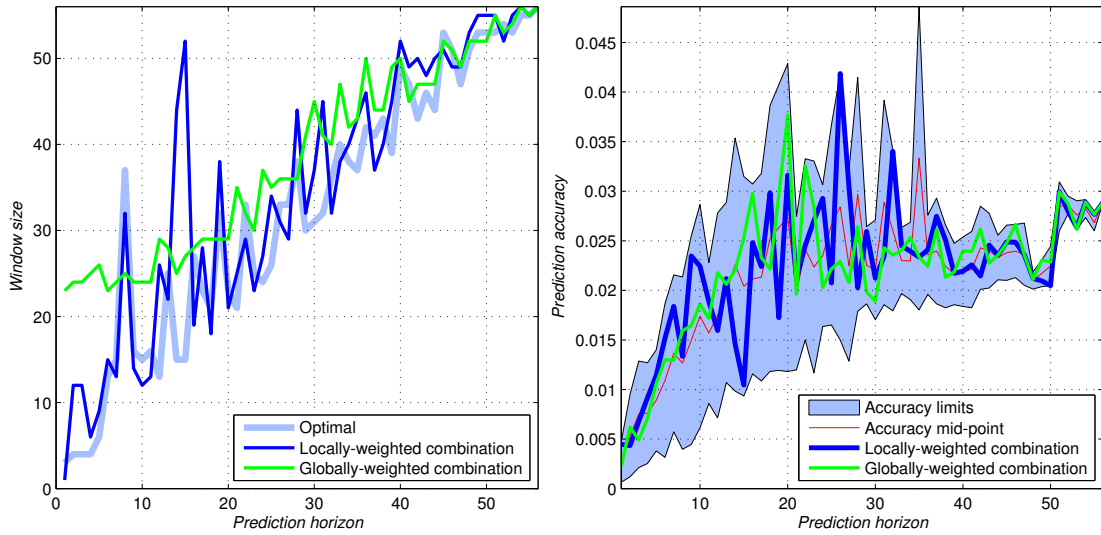 50
40
30
20
10
0
0
10
20
30
40
50
Window size
Prediction horizon
Optimal
Locally-weighted combination
Globally-weighted combination
0.045
0.04
0.035
0.03
0.025
0.02
0.015
0.01
0.005
0
10
20
30
40
50
Prediction accuracy
Prediction horizon
Accuracy limits
Accuracy mid-point
Locally-weighted combination
Globally-weighted combination